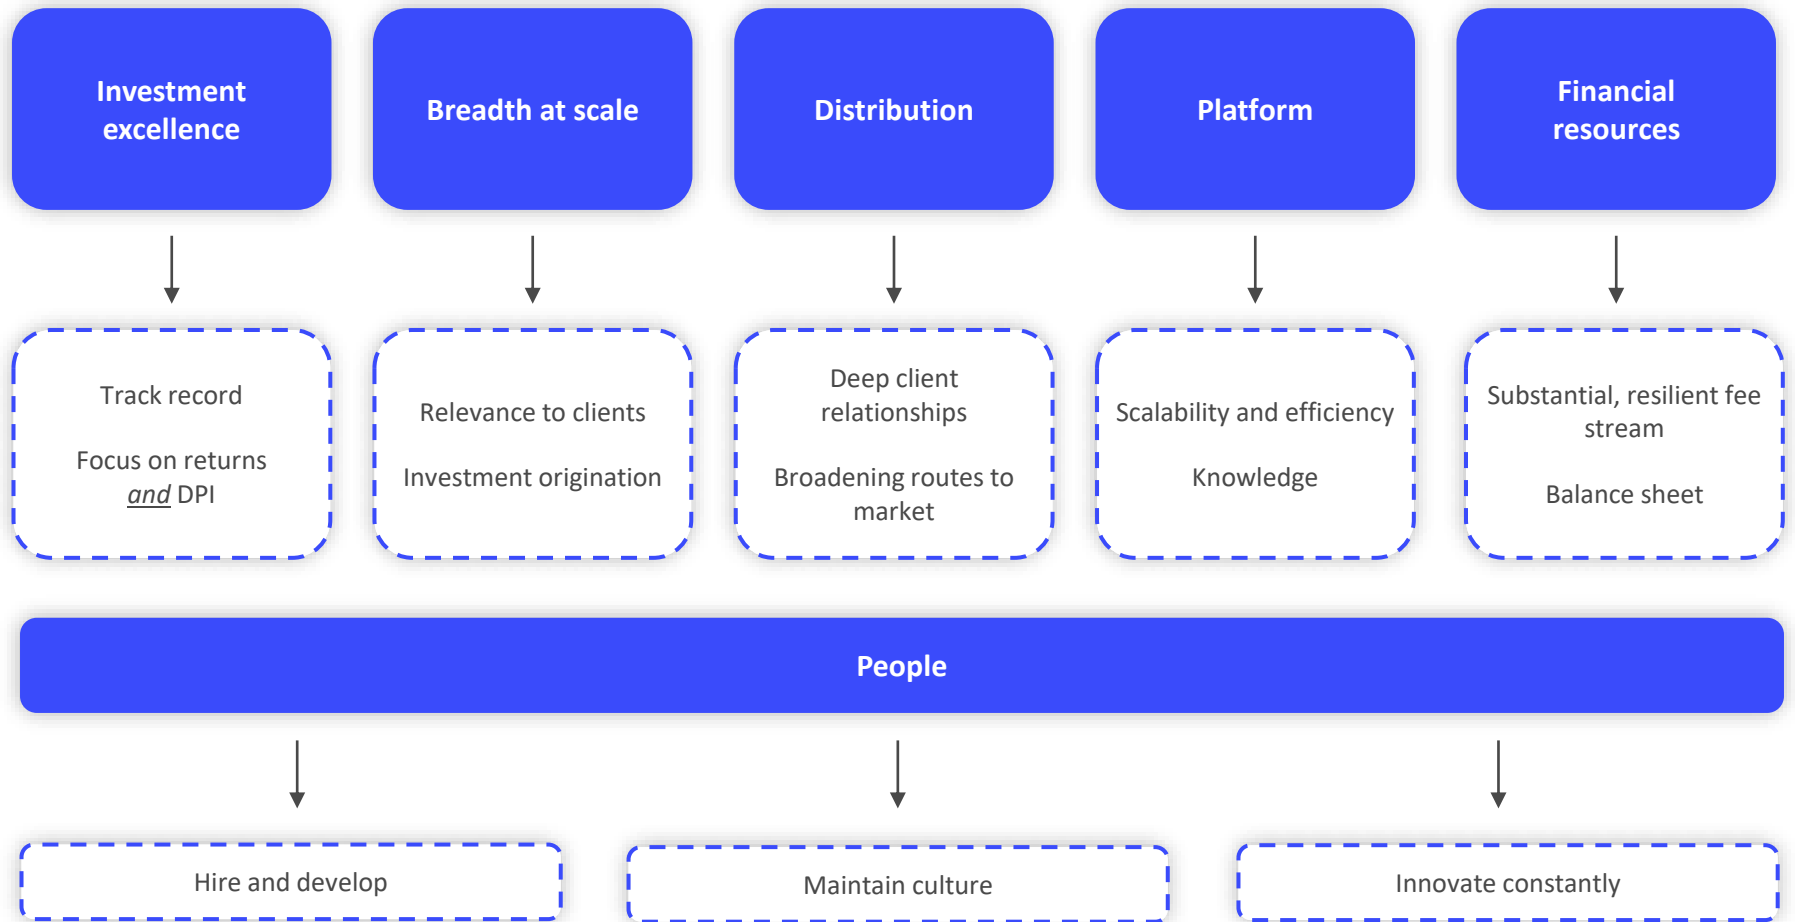 Investment
excellence
Breadth at scale
Distribution
Platform
Financial
resources
Track record
Focus on returns
and DPI
Relevance to clients
Investment origination
Deep client
relationships
Broadening routes to
market
Scalability and efficiency
Knowledge
Substantial, resilient fee
stream
Balance sheet
People
Hire and develop
Maintain culture
Innovate constantly